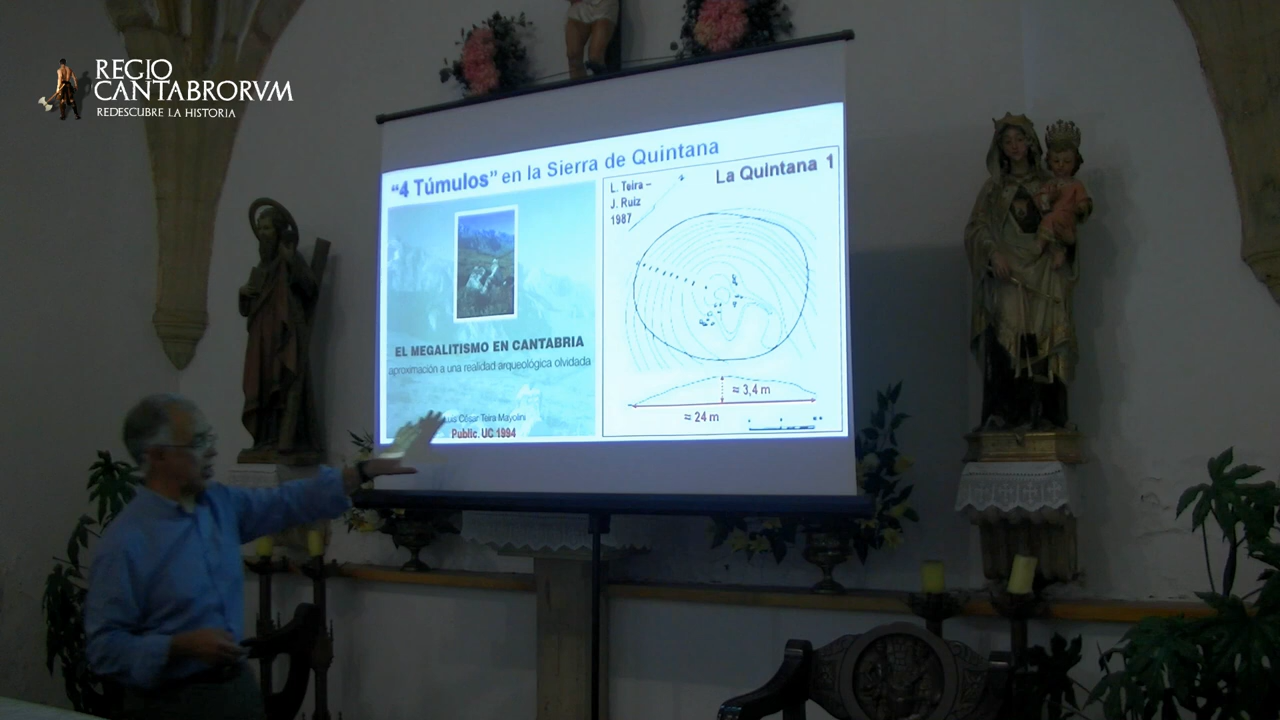 REGIO
CANTABRORVM
REDESCUBRE LA HISTORIA
“4 Túmulos” en la Sierra de Quintana
EL MEGALITISMO EN CANTABRIA
aproximación a una realidad arqueológica olvidada
Luis César Teira Mayolini
Public. UC 1994
L. Teira –
J. Ruiz
1987
La Quintana 1
≈ 3,4 m
≈ 24 m